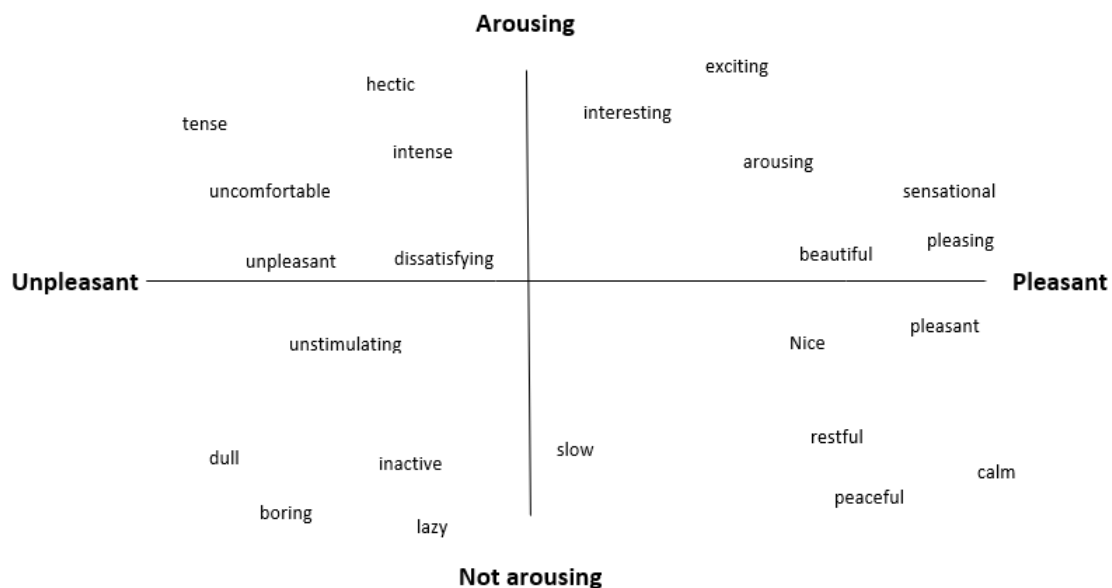 Arousing
exciting
hectic
interesting
tense
intense
arousing
uncomfortable
sensational
pleasing
beautiful
dissatisfying
unpleasant
Unpleasant
Pleasant
pleasant
Nice
unstimulating
restful
slow
dull
inactive
calm
peaceful
boring
lazy
Not arousing